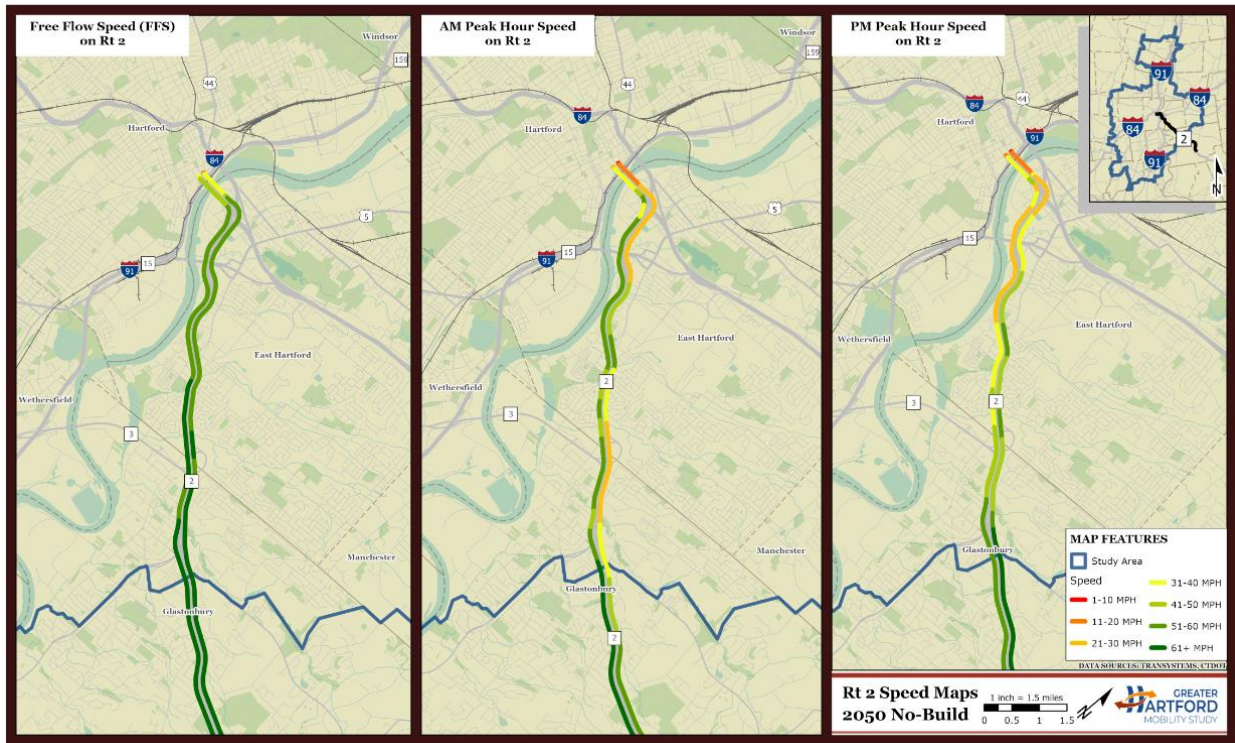 Free Flow Speed (FFS)
on Rt 2
Windsor
159
44
Hartford
84
5
15
91
East Hartford
Wethersfield
3
2
Manchester
Glastonbury
AM Peak Hour Speed
on Rt 2
Windsor
159
44
Hartford
84
5
15
91
East Hartford
2
Wethersfield
3
Manchester
Glastonbury
2
PM Peak Hour Speed
on Rt 2
84
44
91
Hartford
15
East Hartford
Wethersfield
2
3
Glastonbury
91
84
84
2
91
N
MAP FEATURES
Study Area
Speed
1-10 MPH
11-20 MPH
21-30 MPH
31-40 MPH
41-50 MPH
51-60 MPH
61+ MPH
DATA SOURCES: TRANSYSTEMS, CTDOT
Rt 2 Speed Maps
2050 No-Build
1 inch = 1.5 miles
0 0.5 1 1.5
N
GREATER
HARTFORD
MOBILITY STUDY